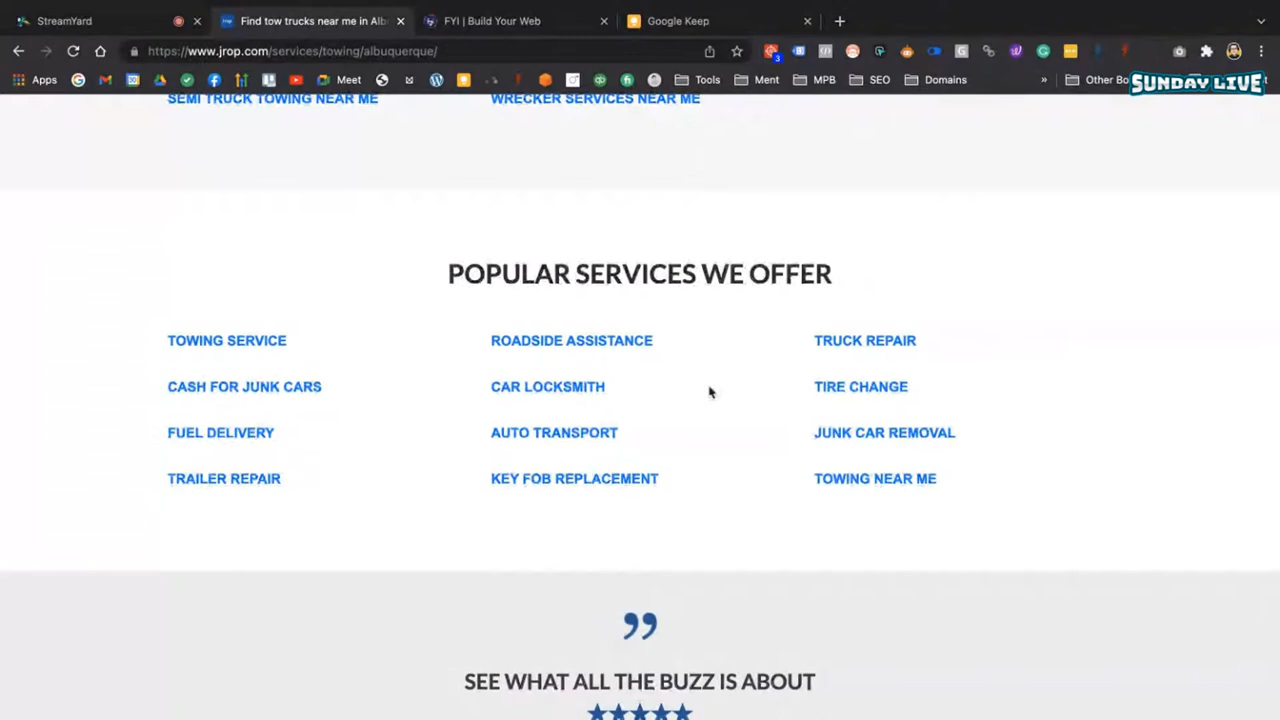 StreamYard
Find tow trucks near me in Alb
FYI | Build Your Web
Google Keep
https://www.jrop.com/services/towing/albuquerque/
3
Apps
Meet
Tools
Ment
MPB
SEO
Domains
»
Other Bo
SUNDAY LIVE
SEMI TRUCK TOWING NEAR ME
WRECKER SERVICES NEAR ME
POPULAR SERVICES WE OFFER
TOWING SERVICE
ROADSIDE ASSISTANCE
TRUCK REPAIR
CASH FOR JUNK CARS
CAR LOCKSMITH
TIRE CHANGE
FUEL DELIVERY
AUTO TRANSPORT
JUNK CAR REMOVAL
TRAILER REPAIR
KEY FOB REPLACEMENT
TOWING NEAR ME
”
SEE WHAT ALL THE BUZZ IS ABOUT